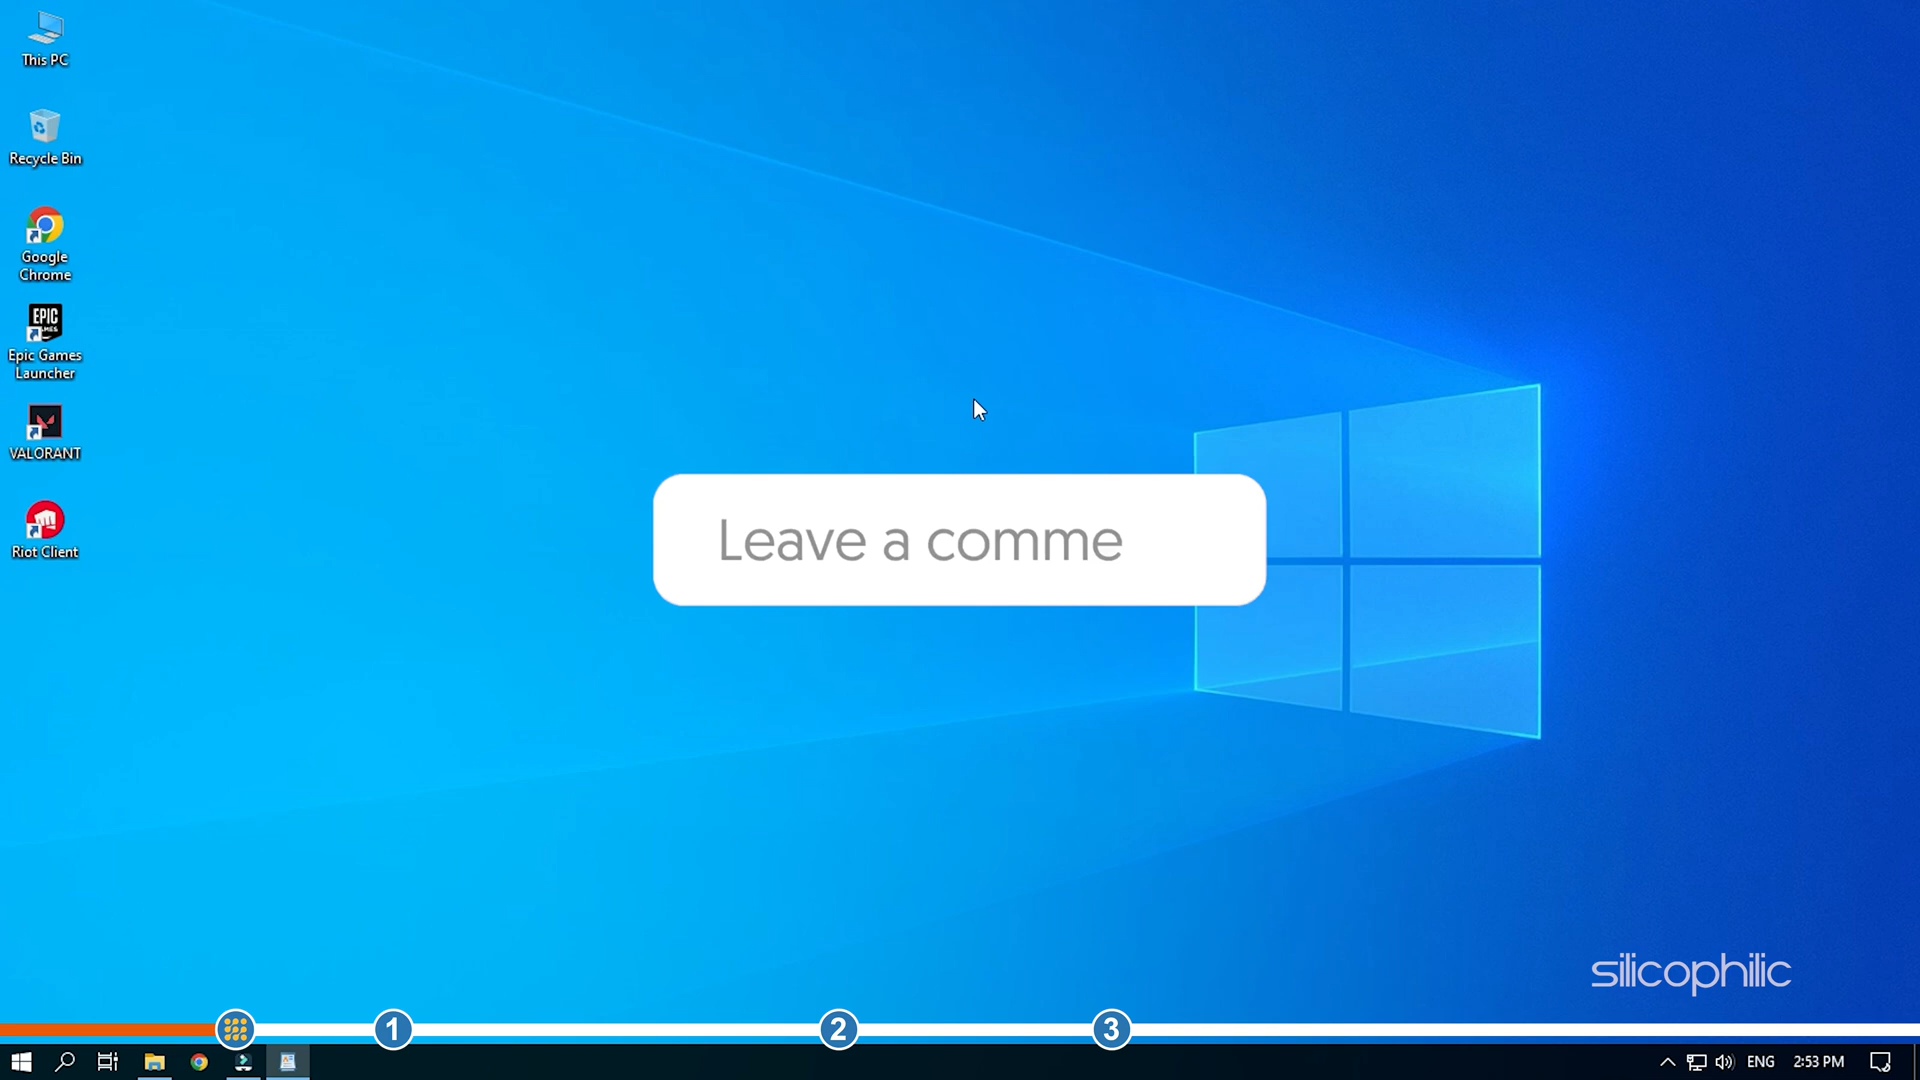 This PC
Recycle Bin
Google
Chrome
EPIC
GAMES
Epic Games
Launcher
VALORANT
Riot Client
Leave a comme
silicophilic
1
2
3
ENG
2:53 PM